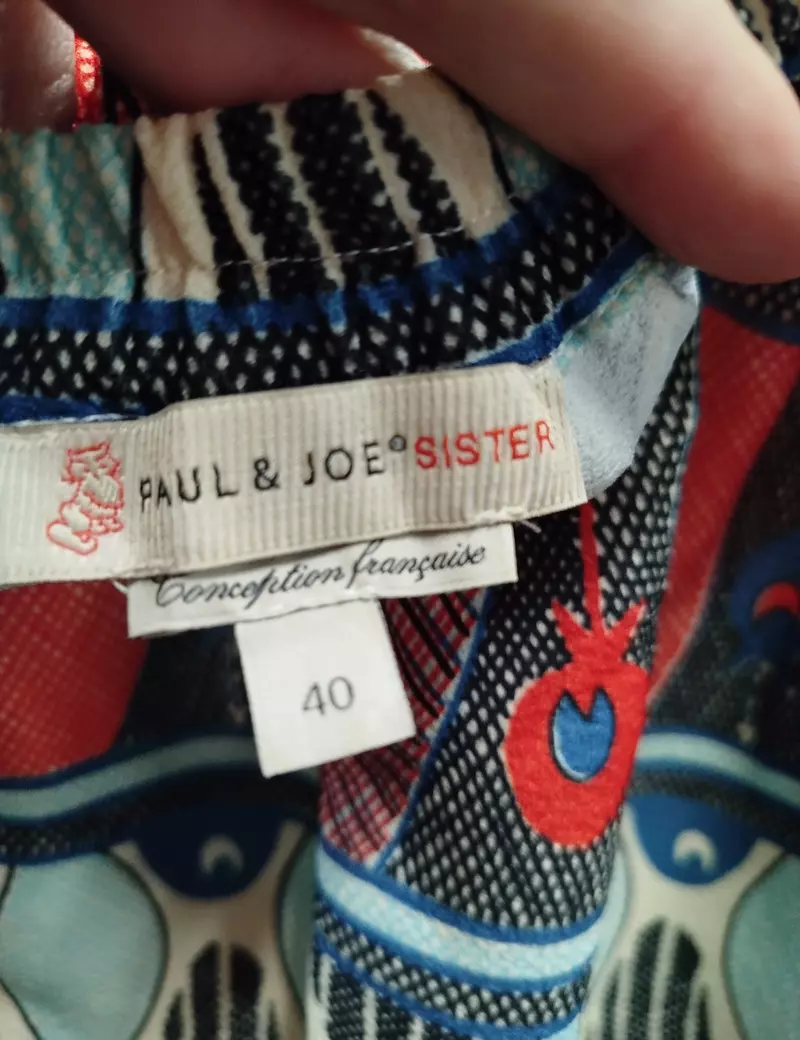 PAUL & JOE® SISTER
Conception française
40